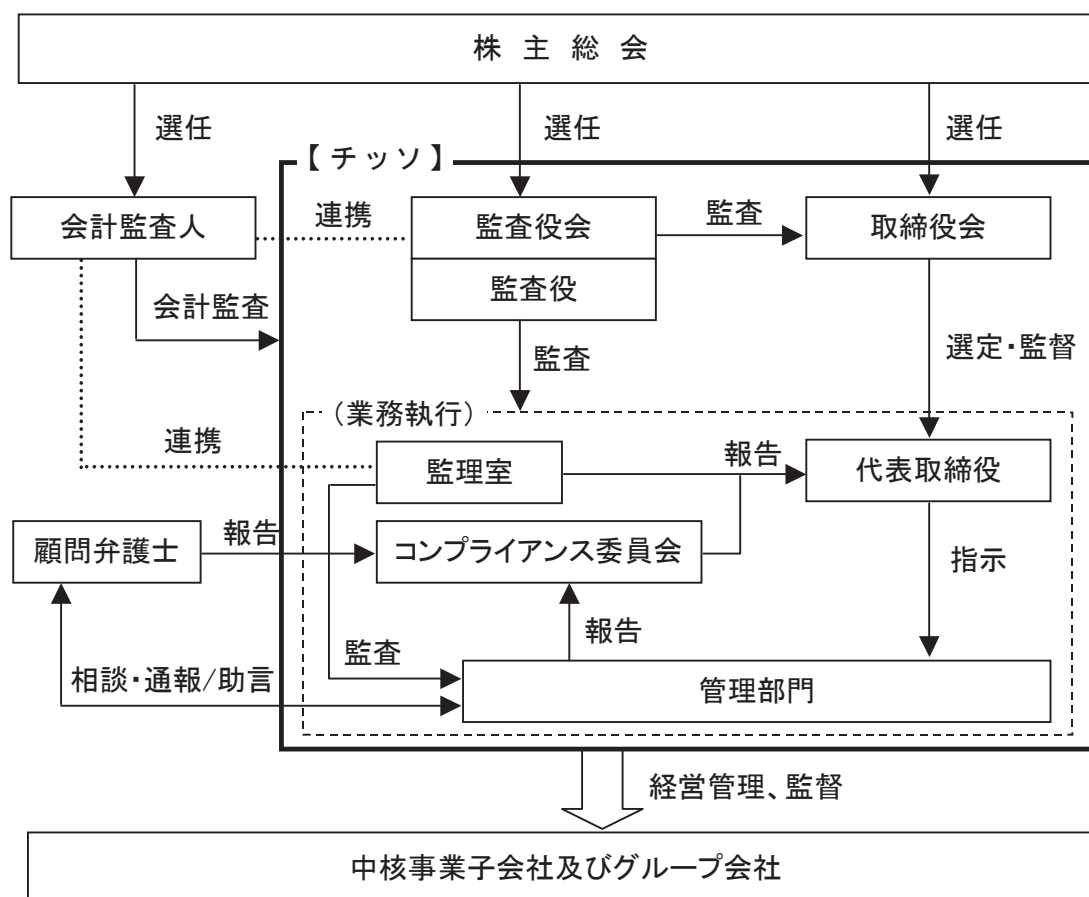 株 主 総 会
選任
選任
選任
【 チッソ 】
会計監査人
連携
監査役会
監査
取締役会
監査役
会計監査
監査
選定・監督
（業務執行）
連携
監理室
報告
代表取締役
顧問弁護士
報告
コンプライアンス委員会
指示
報告
監査
相談・通報/助言
管理部門
経営管理、監督
中核事業子会社及びグループ会社